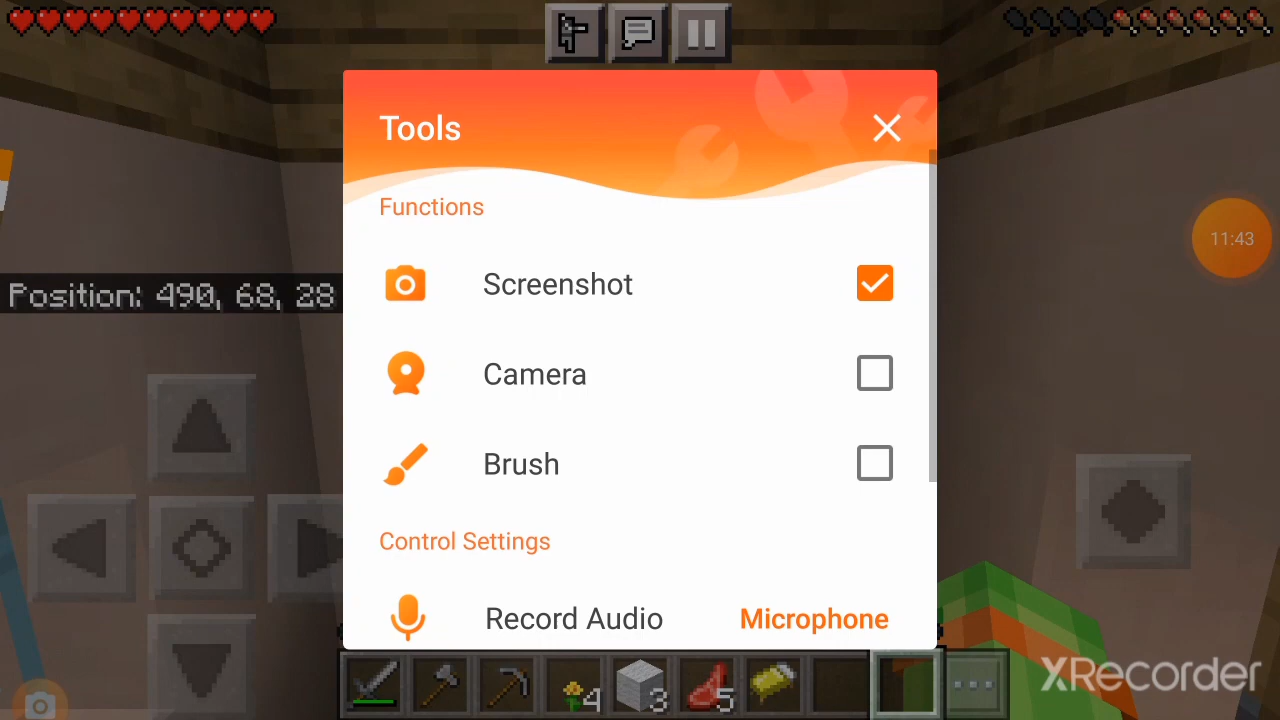 Tools
Functions
11:43
Screenshot
Position: 490, 68, 28
Camera
Brush
Control Settings
Record Audio Microphone
4 3 5
XRecorder